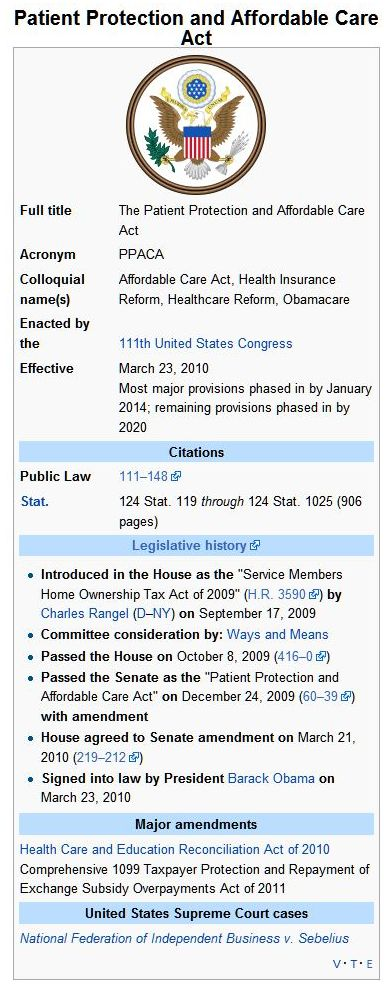 Patient Protection and Affordable Care
Act
Full title The Patient Protection and Affordable Care
Act
Acronym PPACA
Colloquial Affordable Care Act, Health Insurance
name(s) Reform, Healthcare Reform, Obamacare
Enacted by
the 111th United States Congress
Effective March 23, 2010
Most major provisions phased in by January
2014; remaining provisions phased in by
2020
Citations
Public Law 111–148
Stat. 124 Stat. 119 through 124 Stat. 1025 (906
pages)
Legislative history
• Introduced in the House as the "Service Members
Home Ownership Tax Act of 2009" (H.R. 3590) by
Charles Rangel (D–NY) on September 17, 2009
• Committee consideration by: Ways and Means
• Passed the House on October 8, 2009 (416–0)
• Passed the Senate as the "Patient Protection and
Affordable Care Act" on December 24, 2009 (60–39)
with amendment
• House agreed to Senate amendment on March 21,
2010 (219–212)
• Signed into law by President Barack Obama on
March 23, 2010
Major amendments
Health Care and Education Reconciliation Act of 2010
Comprehensive 1099 Taxpayer Protection and Repayment of
Exchange Subsidy Overpayments Act of 2011
United States Supreme Court cases
National Federation of Independent Business v. Sebelius
V · T · E